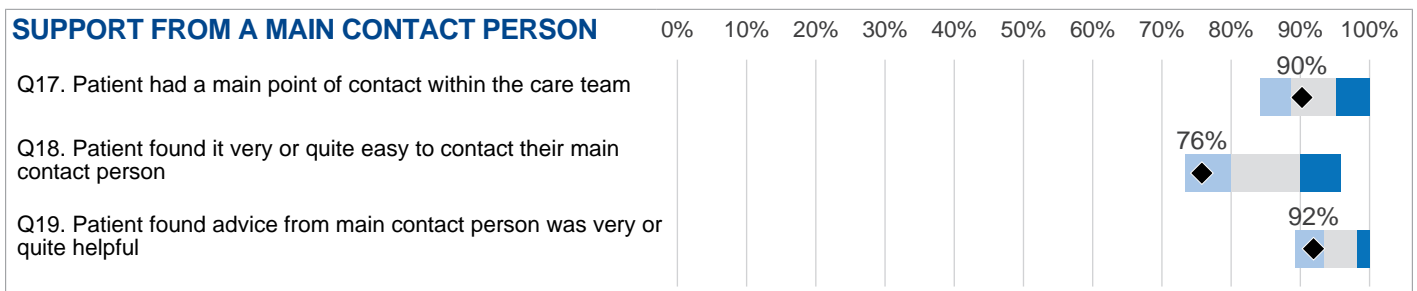 SUPPORT FROM A MAIN CONTACT PERSON 0% 10% 20% 30% 40% 50% 60% 70% 80% 90% 100%
Q17. Patient had a main point of contact within the care team
90%
Q18. Patient found it very or quite easy to contact their main
contact person
76%
Q19. Patient found advice from main contact person was very or
quite helpful
92%